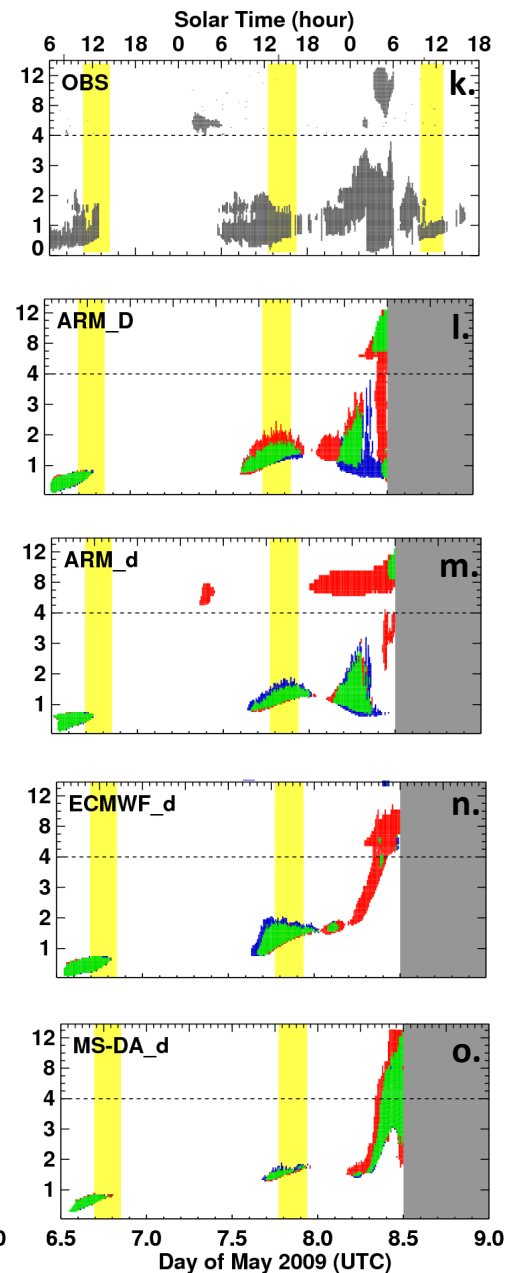 Solar Time (hour)
6 12 18 0 6 12 18 0 6 12 18
12
OBS
k.
8
4
3
2
1
0
12
ARM_D
l.
8
4
3
2
1
12
ARM_d
m.
8
4
3
2
1
12
ECMWF_d
n.
8
4
3
2
1
12
MS-DA_d
o.
8
4
3
2
1
0 6.5 7.0 7.5 8.0 8.5 9.0
Day of May 2009 (UTC)